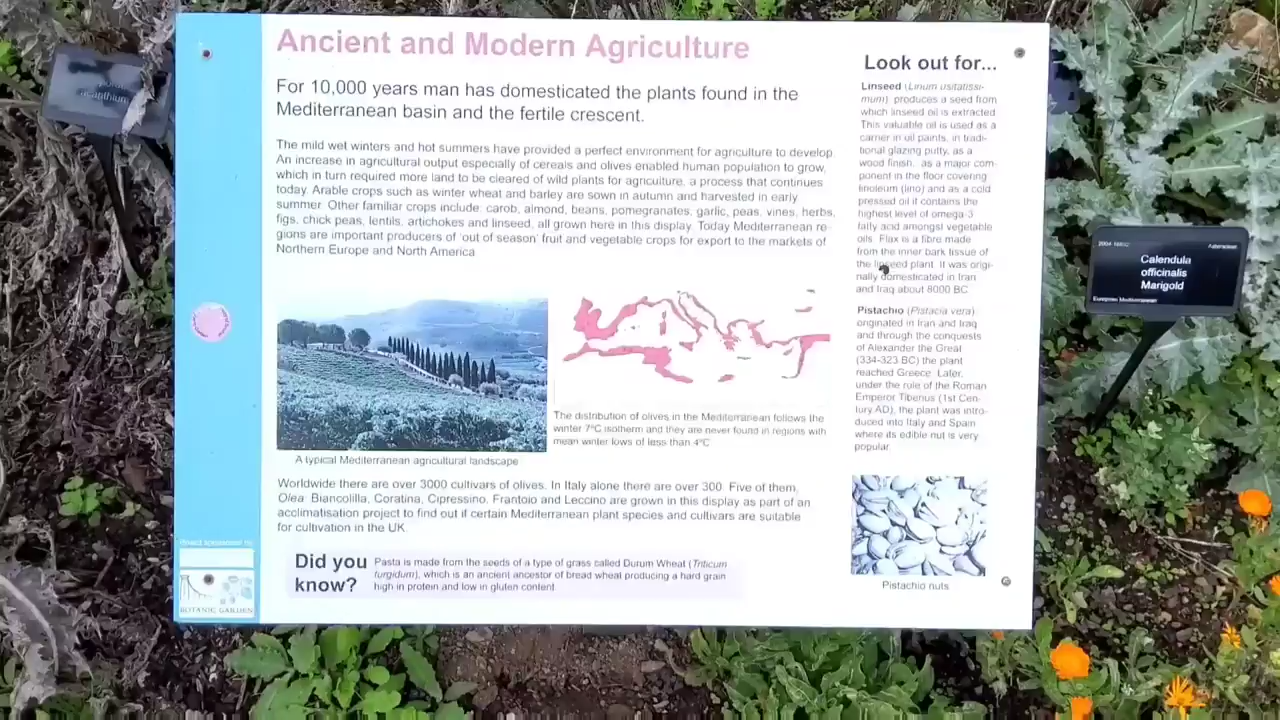 Ancient and Modern Agriculture
For 10,000 years man has domesticated the plants found in the
Mediterranean basin and the fertile crescent.
The mild wet winters and hot summers have provided a perfect environment for agriculture to develop.
An increase in agricultural output especially of cereals and olives enabled human population to grow,
which in turn required more land to be cleared of wild plants for agriculture, a process that continues
today. Arable crops such as winter wheat and barley are sown in autumn and harvested in early
summer. Other familiar crops include: carob, almond, beans, pomegranates, garlic, peas, vines, herbs,
figs, chick peas, lentils, artichokes and linseed, all grown here in this display. Today Mediterranean re-
gions are important producers of 'out of season' fruit and vegetable crops for export to the markets of
Northern Europe and North America
A typical Mediterranean agricultural landscape
The distribution of olives in the Mediterranean follows the
winter 7°C isotherm and they are never found in regions with
mean winter lows of less than 4°C
Worldwide there are over 3000 cultivars of olives. In Italy alone there are over 300. Five of them,
Olea: Biancolilla, Coratina, Cipressino, Frantoio and Leccino are grown in this display as part of an
acclimatisation project to find out if certain Mediterranean plant species and cultivars are suitable
for cultivation in the UK.
Did you
know?
Pasta is made from the seeds of a type of grass called Durum Wheat (Triticum
turgidum), which is an ancient ancestor of bread wheat producing a hard grain
high in protein and low in gluten content
Look out for...
Linseed (Linum usitatissi-
mum) produces a seed from
which linseed oil is extracted.
This valuable oil is used as a
carrier in oil paints, in tradi-
tional glazing putty, as a
wood finish, as a major com-
ponent in the floor covering
linoleum (lino) and as a cold
pressed oil it contains the
highest level of omega-3
fatty acid amongst vegetable
oils. Flax is a fibre made
from the inner bark tissue of
the linseed plant. It was origi-
nally domesticated in Iran
and Iraq about 8000 BC
Pistachio (Pistacia vera)
originated in Iran and Iraq
and through the conquests
of Alexander the Great
(334-323 BC) the plant
reached Greece. Later,
under the rule of the Roman
Emperor Tiberius (1st Cen-
tury AD), the plant was intro-
duced into Italy and Spain
where its edible nut is very
popular.
Pistachio nuts
Board sponsored by
BOTANIC GARDEN
Calendula
officinalis
Marigold
European Mediterranean